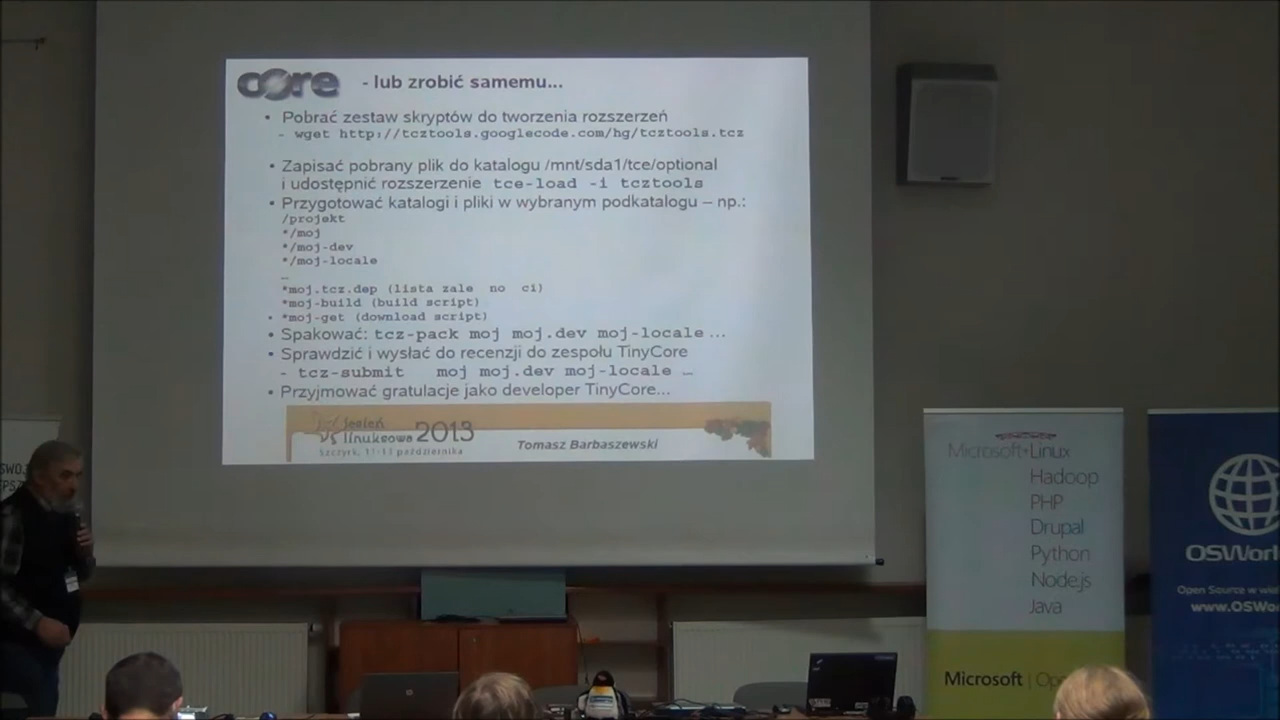 core - lub zrobić samemu...
• Pobrać zestaw skryptów do tworzenia rozszerzeń
- wget http://tcztools.googlecode.com/hg/tcztools.tcz
• Zapisać pobrany plik do katalogu /mnt/sda1/tce/optional
i udostępnić rozszerzenie tce-load -i tcztools
• Przygotować katalogi i pliki w wybranym podkatalogu – np.:
/projekt
*/moj
*/moj-dev
*/moj-locale
…
*moj.tcz.dep (lista zale no ci)
*moj-build (build script)
• *moj-get (download script)
• Spakować: tcz-pack moj moj.dev moj-locale …
• Sprawdzić i wysłać do recenzji do zespołu TinyCore
- tcz-submit moj moj.dev moj-locale …
• Przyjmować gratulacje jako developer TinyCore...
Jesień
linuksowa 2013
Szczyrk, 11-13 października
Tomasz Barbaszewski
Microsoft+Linux
Hadoop
PHP
Drupal
Python
Node.js
Java
Microsoft |
OSWorl
Open Source w
www.OSWo